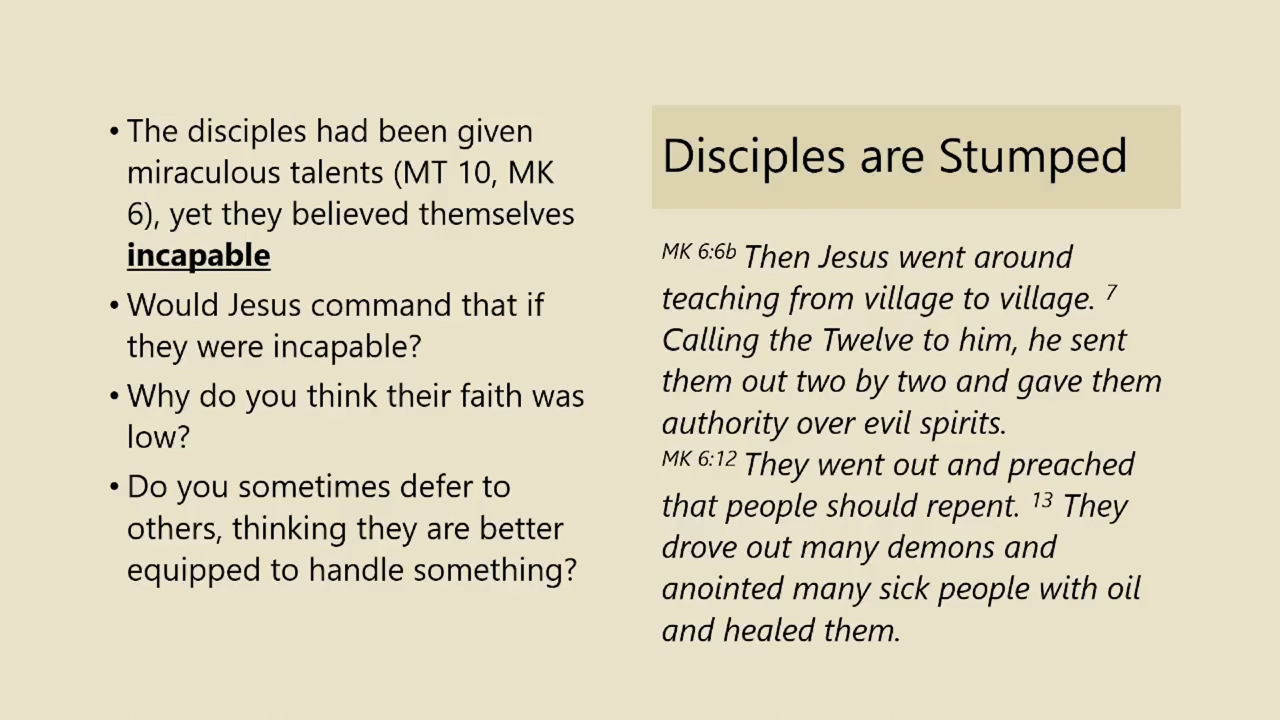 • The disciples had been given
miraculous talents (MT 10, MK
6), yet they believed themselves
incapable
• Would Jesus command that if
they were incapable?
• Why do you think their faith was
low?
• Do you sometimes defer to
others, thinking they are better
equipped to handle something?
Disciples are Stumped
MK 6:6b Then Jesus went around
teaching from village to village. 7
Calling the Twelve to him, he sent
them out two by two and gave them
authority over evil spirits.
MK 6:12 They went out and preached
that people should repent. 13 They
drove out many demons and
anointed many sick people with oil
and healed them.